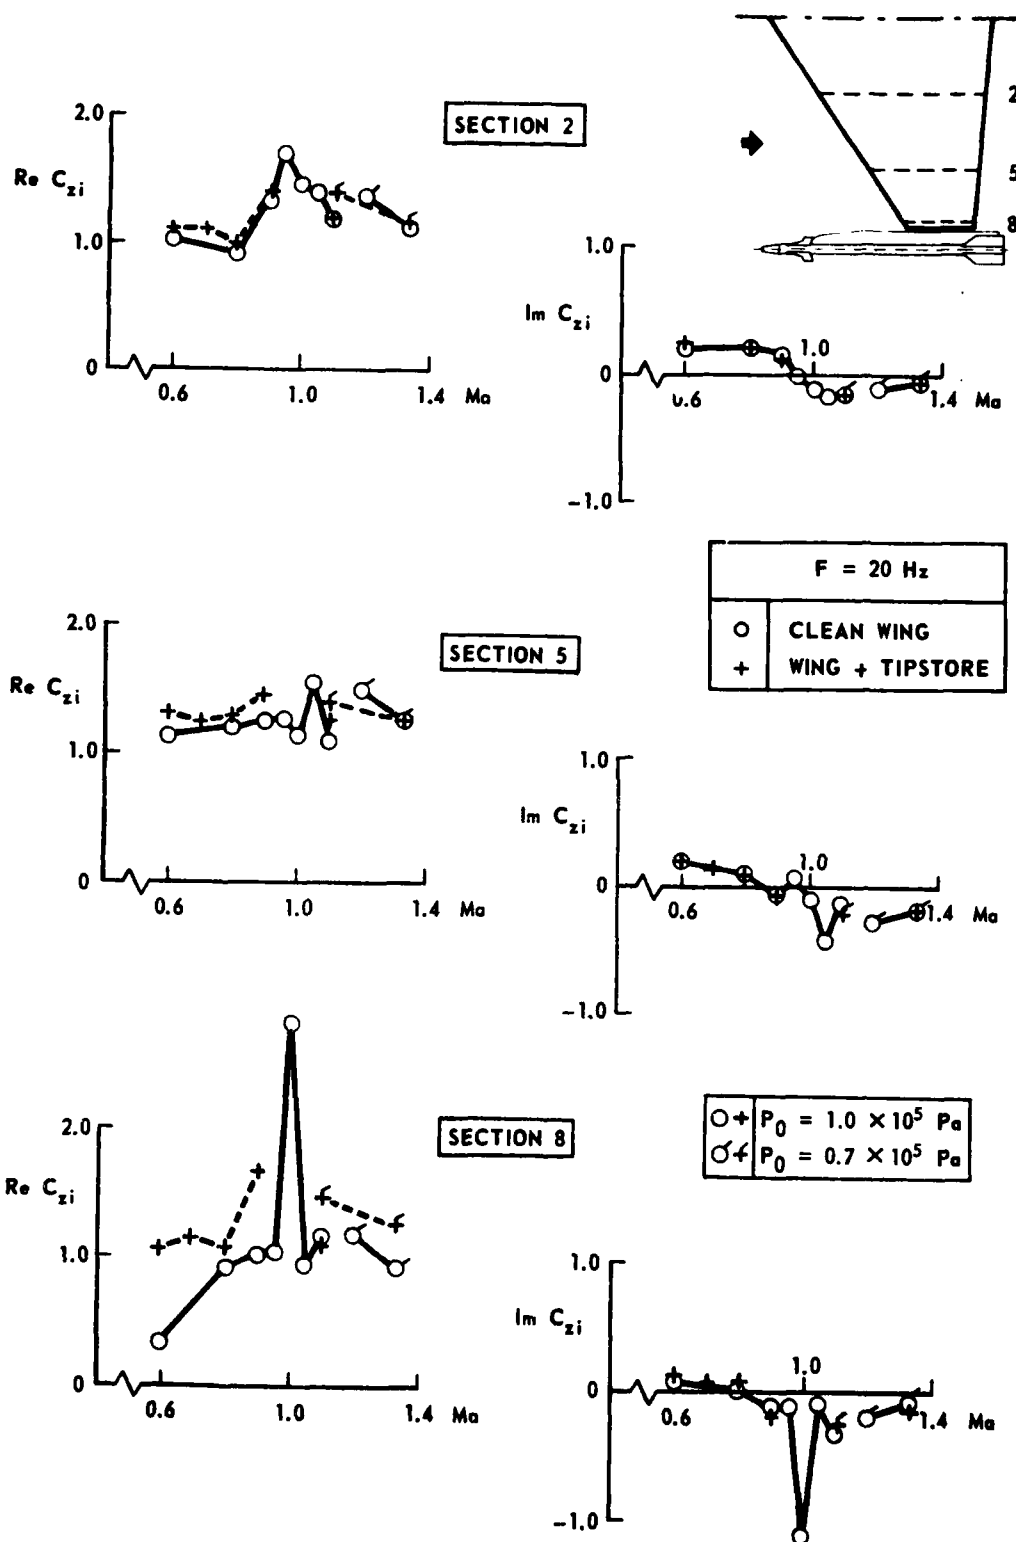 SECTION 2
2.0
Re C_zi
1.0
0
0.6 1.0 1.4 Ma
2
5
8
1.0
Im C_zi
1.0
0
0.6 1.4 Ma
-1.0
F = 20 Hz
O CLEAN WING
+ WING + TIPSTORE
SECTION 5
2.0
Re C_zi
1.0
0
0.6 1.0 1.4 Ma
1.0
Im C_zi
1.0
0
0.6 1.4 Ma
-1.0
SECTION 8
2.0
Re C_zi
1.0
0
0.6 1.0 1.4 Ma
P_0 = 1.0 × 10^5 Pa
P_0 = 0.7 × 10^5 Pa
1.0
Im C_zi
1.0
0
0.6 1.4 Ma
-1.0